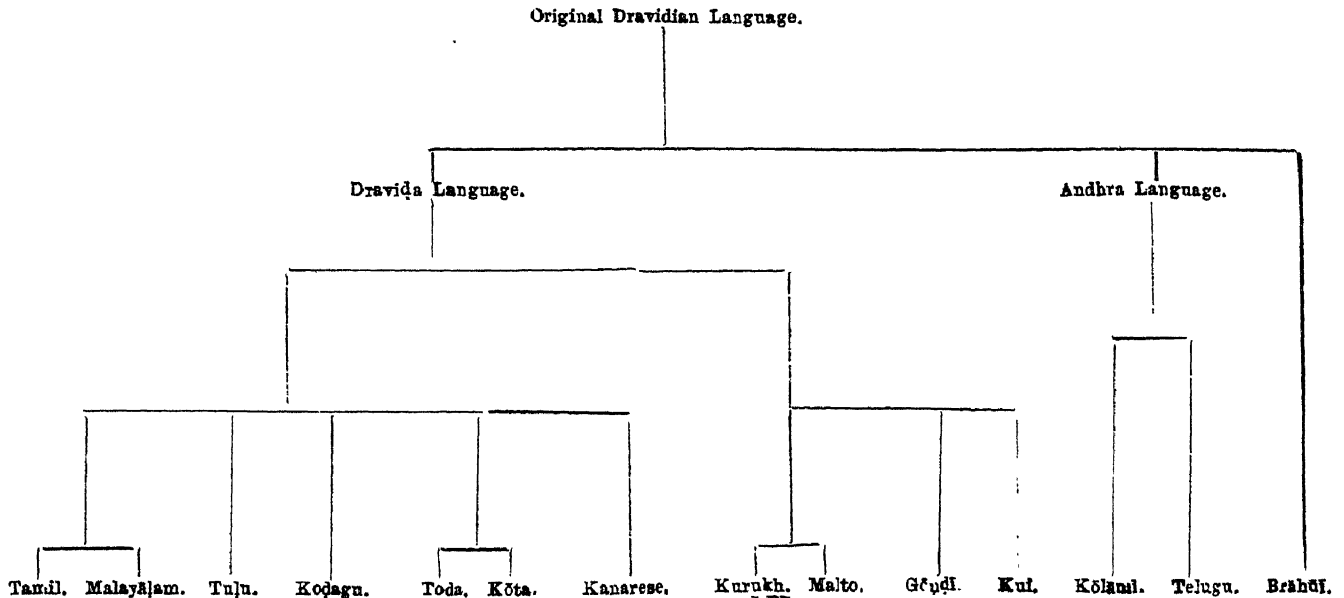 Original Dravidian Language.
Dravida Language. Andhra Language.
Tamil. Malayāḷam. Tuḷu. Koḍagu. Toda. Kōta. Kanarese. Kurukh. Malto. Gōṇḍī. Kui. Kōlāmī. Telugu. Brāhūī.